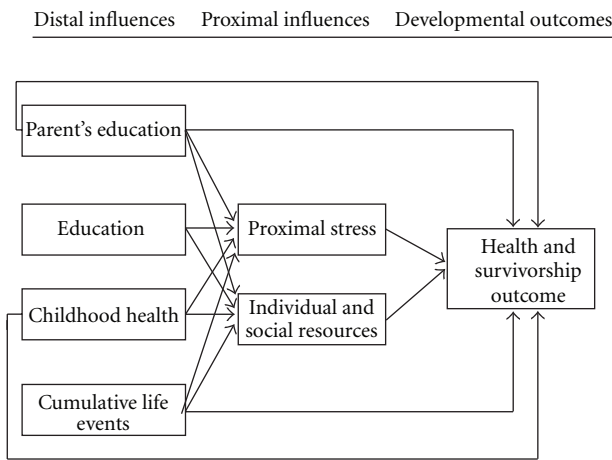 Distal influences Proximal influences Developmental outcomes
Parent's education
Education
Childhood health
Cumulative life
events
Proximal stress
Individual and
social resources
Health and
survivorship
outcome